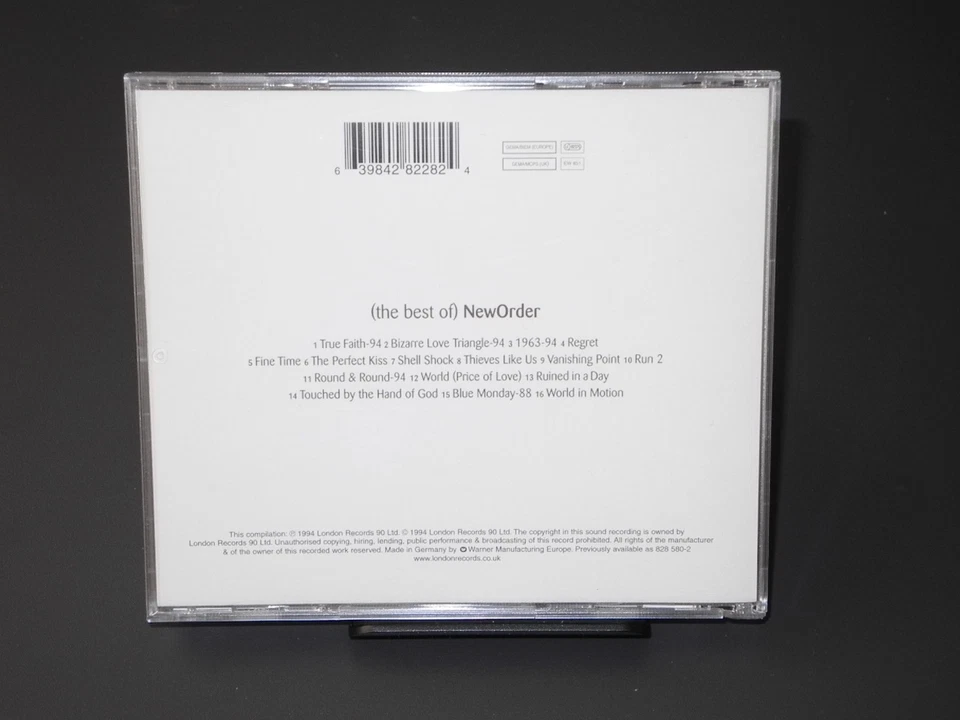 6 39842 82282 4
(the best of) NewOrder
1 True Faith-94 2 Bizarre Love Triangle-94 3 1963-94 4 Regret
5 Fine Time 6 The Perfect Kiss 7 Shell Shock 8 Thieves Like Us 9 Vanishing Point 10 Run 2
11 Round & Round-94 12 World (Price of Love) 13 Ruined in a Day
14 Touched by the Hand of God 15 Blue Monday-88 16 World in Motion
This compilation: ℗ 1994 London Records 90 Ltd. © 1994 London Records 90 Ltd. The copyright in this sound recording is owned by
London Records 90 Ltd. Unauthorised copying, hiring, lending, public performance & broadcasting of this record prohibited. All rights of the manufacturer
& of the owner of this recorded work reserved. Made in Germany by Warner Manufacturing Europe. Previously available as 828 580-2
www.londonrecords.co.uk